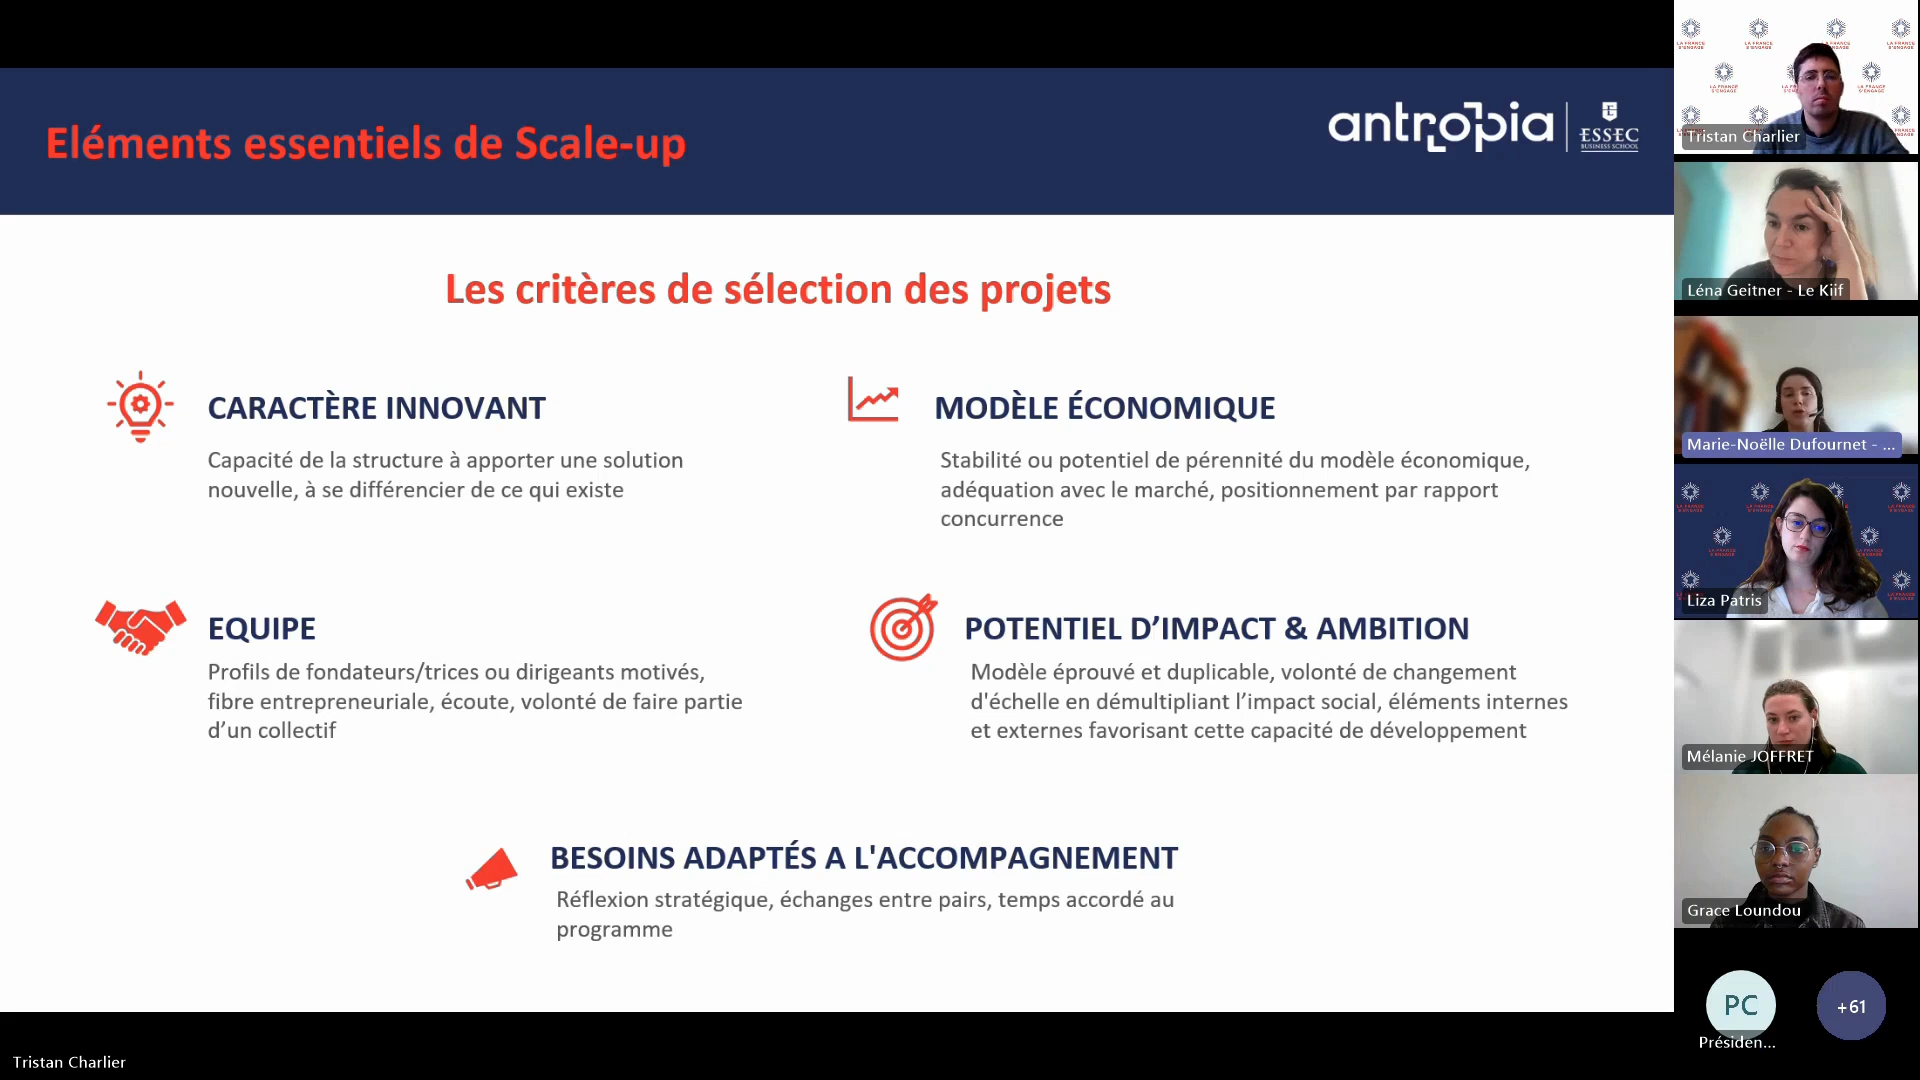 Eléments essentiels de Scale-up
antropia
ESSEC
BUSINESS SCHOOL
Les critères de sélection des projets
CARACTÈRE INNOVANT
Capacité de la structure à apporter une solution
nouvelle, à se différencier de ce qui existe
MODÈLE ÉCONOMIQUE
Stabilité ou potentiel de pérennité du modèle économique,
adéquation avec le marché, positionnement par rapport
concurrence
EQUIPE
Profils de fondateurs/trices ou dirigeants motivés,
fibre entrepreneuriale, écoute, volonté de faire partie
d’un collectif
POTENTIEL D’IMPACT & AMBITION
Modèle éprouvé et duplicable, volonté de changement
d'échelle en démultipliant l’impact social, éléments internes
et externes favorisant cette capacité de développement
BESOINS ADAPTÉS A L'ACCOMPAGNEMENT
Réflexion stratégique, échanges entre pairs, temps accordé au
programme
Tristan Charlier
LA FRANCE
S'ENGAGE
Tristan Charlier
Léna Geitner - Le Kiif
Marie-Noëlle Dufournet - ...
Liza Patris
Mélanie JOFFRET
Grace Loundou
PC
Présiden...
+61